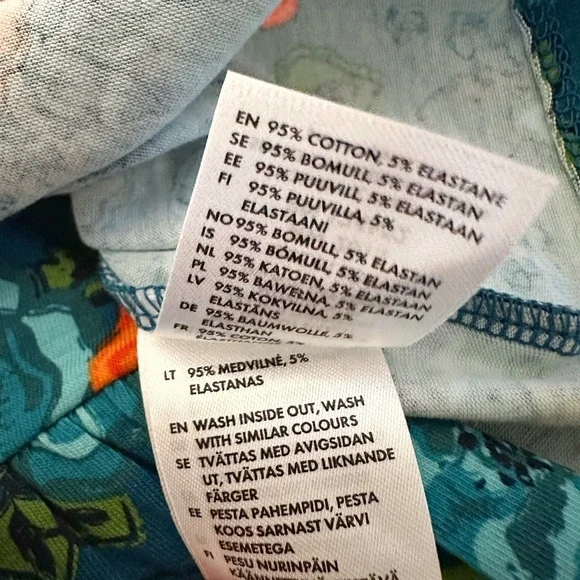 EN 95% COTTON, 5% ELASTANE
SE 95% BOMULL, 5% ELASTAN
EE 95% PUUVILL, 5% ELASTAAN
FI 95% PUUVILLA, 5%
ELASTAANI
NO 95% BOMULL, 5% ELASTAN
IS 95% BÓMULL, 5% ELASTAN
NL 95% KATOEN, 5% ELASTAAN
PL 95% BAWEŁNA, 5% ELASTAN
LV 95% KOKVILNA, 5%
ELASTĀNS
DE 95% BAUMWOLLE, 5%
ELASTHAN
FR 95% COTON, 5%
LT 95% MEDVILNĖ, 5%
ELASTANAS
EN WASH INSIDE OUT, WASH
WITH SIMILAR COLOURS
SE TVÄTTAS MED AVIGSIDAN
UT, TVÄTTAS MED LIKNANDE
FÄRGER
EE PESTA PAHEMPIDI, PESTA
KOOS SARNAST VÄRVI
ESEMETEGA
FI PESU NURINPÄIN